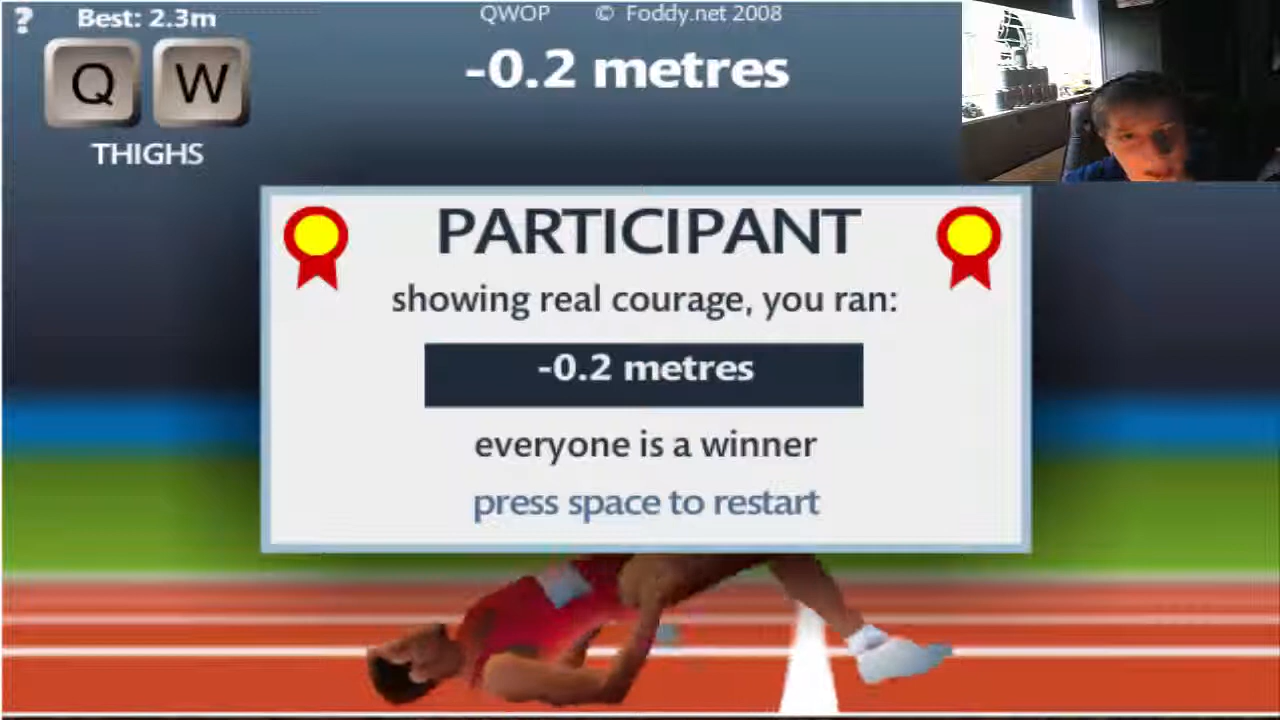 ? Best: 2.3m
QWOP © Foddy.net 2008
-0.2 metres
Q W
THIGHS
PARTICIPANT
showing real courage, you ran:
-0.2 metres
everyone is a winner
press space to restart